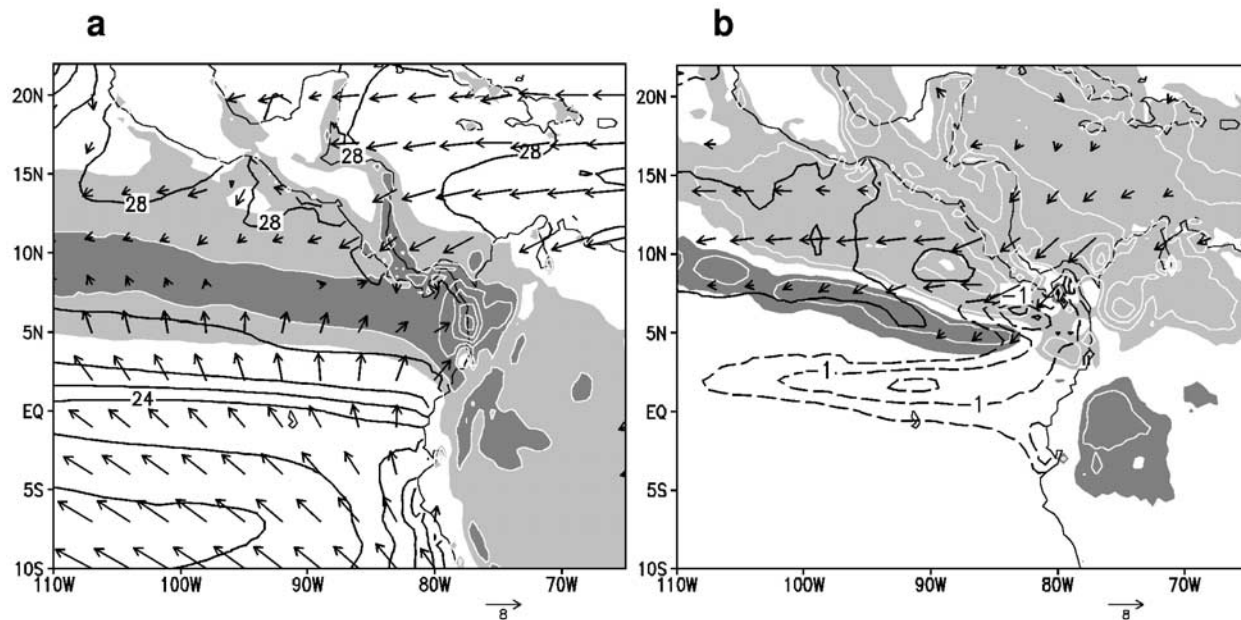 a b
20N 20N
28 28
15N 15N
28
28
10N 10N
1
5N 5N
24 1
EQ EQ
1
5S 5S
10S 10S
110W 100W 90W 80W 70W 110W 100W 90W 80W 70W
8 8